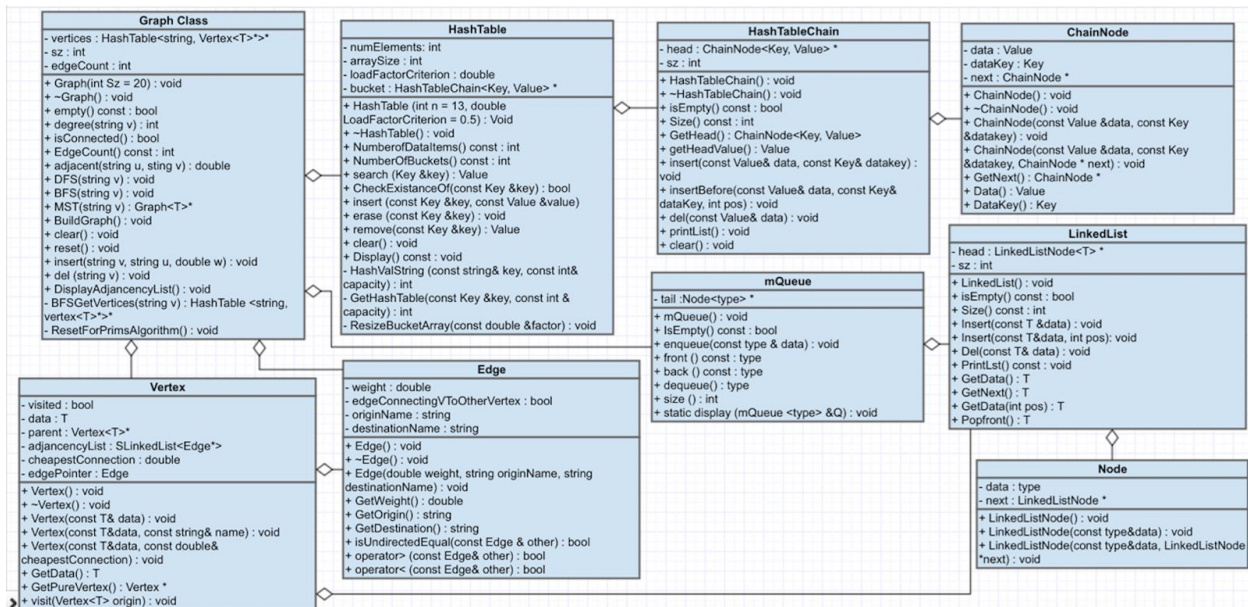 Graph Class
- vertices : HashTable<string, Vertex<T>*>*
- sz : int
- edgeCount : int
+ Graph(int Sz = 20) : void
+ ~Graph() : void
+ empty() const : bool
+ degree(string v) : int
+ isConnected() : bool
+ EdgeCount() const : int
+ adjacent(string u, sting v) : double
+ DFS(string v) : void
+ BFS(string v) : void
+ MST(string v) : Graph<T>*
+ BuildGraph() : void
+ clear() : void
+ reset() : void
+ insert(string v, string u, double w) : void
+ del (string v) : void
+ DisplayAdjancencyList() : void
- BFSGetVertices(string v) : HashTable <string,
vertex<T>*>*
- ResetForPrimsAlgorithm() : void
HashTable
- numElements: int
- arraySize : int
- loadFactorCriterion : double
- bucket : HashTableChain<Key, Value> *
+ HashTable (int n = 13, double
LoadFactorCriterion = 0.5) : Void
+ ~HashTable() : void
+ NumberofDataItems() const : int
+ NumberOfBuckets() const : int
+ search (Key &key) : Value
+ CheckExistanceOf(const Key &key) : bool
+ insert (const Key &key, const Value &value)
+ erase (const Key &key) : void
+ remove(const Key &key) : Value
+ clear() : void
+ Display() const : void
- HashValString (const string& key, const int&
capacity) : int
- GetHashTable(const Key &key, const int &
capacity) : int
- ResizeBucketArray(const double &factor) : void
HashTableChain
- head : ChainNode<Key, Value> *
- sz : int
+ HashTableChain() : void
+ ~HashTableChain() : void
+ isEmpty() const : bool
+ Size() const : int
+ GetHead() : ChainNode<Key, Value>
+ getHeadValue() : Value
+ insert(const Value& data, const Key& datakey) :
void
+ insertBefore(const Value& data, const Key&
dataKey, int pos) : void
+ del(const Value& data) : void
+ printList() : void
+ clear() : void
ChainNode
- data : Value
- dataKey : Key
- next : ChainNode *
+ ChainNode() : void
+ ~ChainNode() : void
+ ChainNode(const Value &data, const Key
&datakey) : void
+ ChainNode(const Value &data, const Key
&datakey, ChainNode * next) : void
+ GetNext() : ChainNode *
+ Data() : Value
+ DataKey() : Key
mQueue
- tail :Node<type> *
+ mQueue() : void
+ IsEmpty() const : bool
+ enqueue(const type & data) : void
+ front () const : type
+ back () const : type
+ dequeue() : type
+ size () : int
+ static display (mQueue <type> &Q) : void
LinkedList
- head : LinkedListNode<T> *
- sz : int
+ LinkedList() : void
+ isEmpty() const : bool
+ Size() const : int
+ Insert(const T &data) : void
+ Insert(const T&data, int pos): void
+ Del(const T& data) : void
+ PrintLst() const : void
+ GetData() : T
+ GetNext() : T
+ GetData(int pos) : T
+ Popfront() : T
Vertex
- visited : bool
- data : T
- parent : Vertex<T>*
- adjancencyList : SLinkedList<Edge*>
- cheapestConnection : double
- edgePointer : Edge
+ Vertex() : void
+ ~Vertex() : void
+ Vertex(const T& data) : void
+ Vertex(const T&data, const string& name) : void
+ Vertex(const T&data, const double&
cheapestConnection) : void
+ GetData() : T
+ GetPureVertex() : Vertex *
+ visit(Vertex<T> origin) : void
Edge
- weight : double
- edgeConnectingVToOtherVertex : bool
- originName : string
- destinationName : string
+ Edge() : void
+ ~Edge() : void
+ Edge(double weight, string originName, string
destinationName) : void
+ GetWeight() : double
+ GetOrigin() : string
+ GetDestination() : string
+ isUndirectedEqual(const Edge & other) : bool
+ operator> (const Edge& other) : bool
+ operator< (const Edge& other) : bool
Node
- data : type
- next : LinkedListNode *
+ LinkedListNode() : void
+ LinkedListNode(const type&data) : void
+ LinkedListNode(const type&data, LinkedListNode
*next) : void